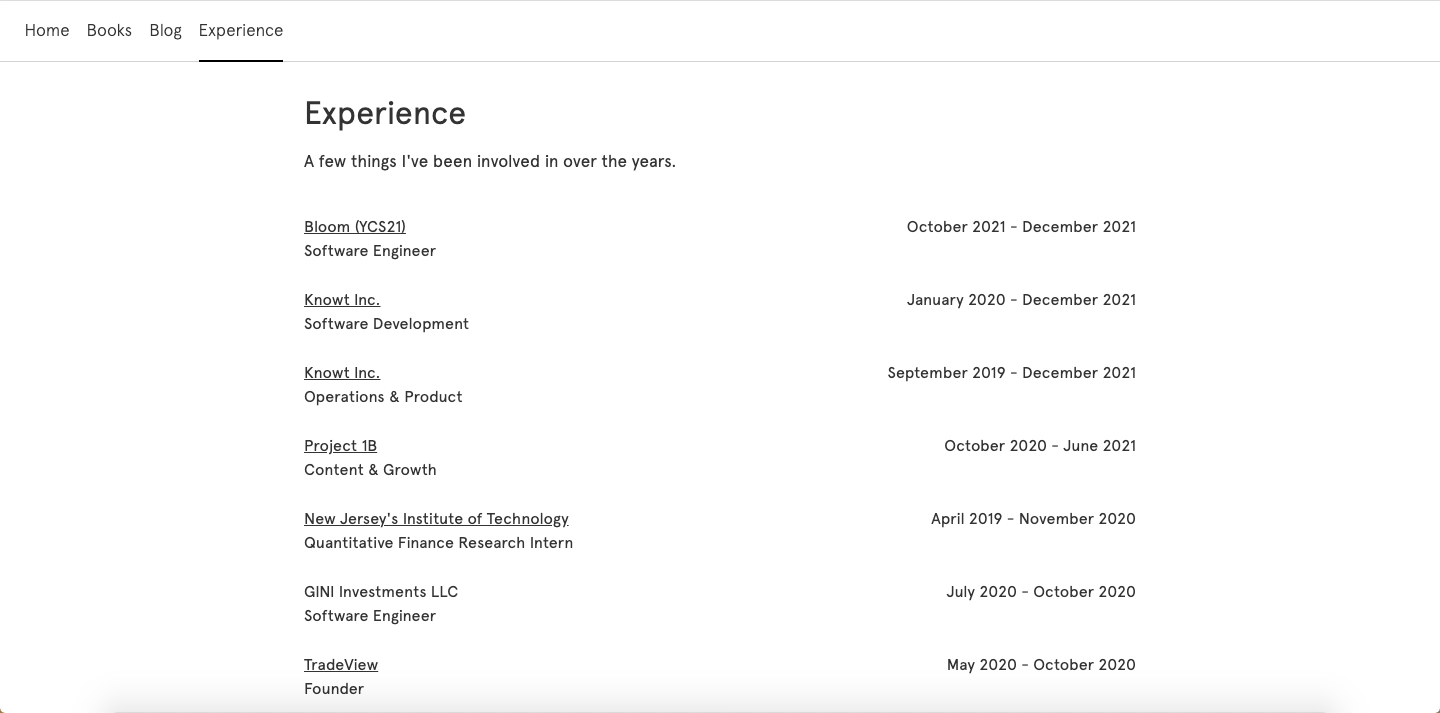 Home Books Blog Experience
Experience
A few things I've been involved in over the years.
Bloom (YCS21) October 2021 - December 2021
Software Engineer
Knowt Inc. January 2020 - December 2021
Software Development
Knowt Inc. September 2019 - December 2021
Operations & Product
Project 1B October 2020 - June 2021
Content & Growth
New Jersey's Institute of Technology April 2019 - November 2020
Quantitative Finance Research Intern
GINI Investments LLC July 2020 - October 2020
Software Engineer
TradeView May 2020 - October 2020
Founder